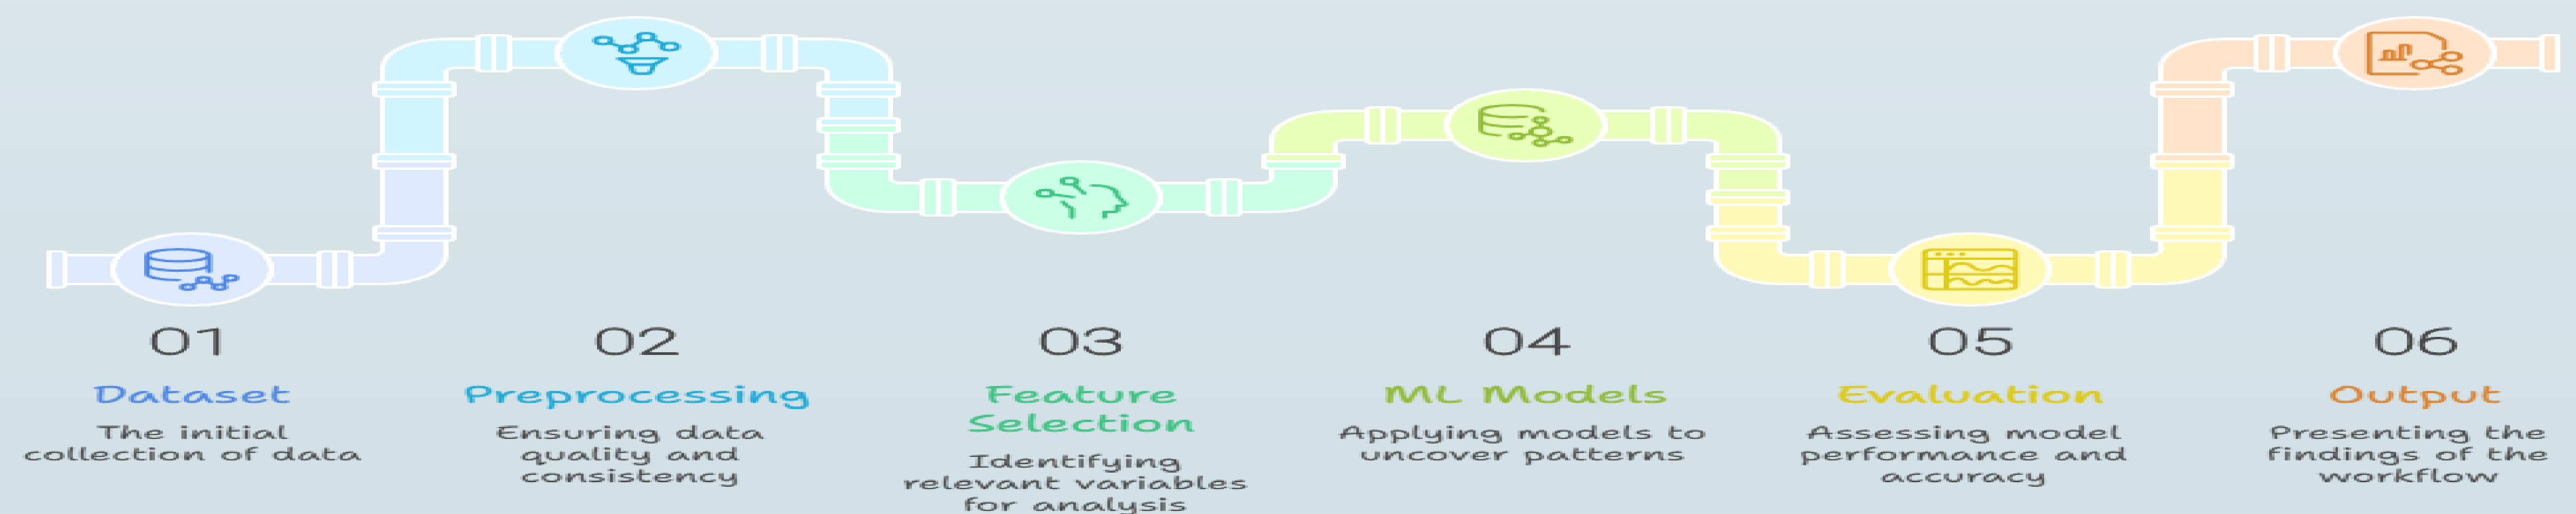 01
Dataset
The initial
collection of data
02
Preprocessing
Ensuring data
quality and
consistency
03
Feature
Selection
Identifying
relevant variables
for analysis
04
ML Models
Applying models to
uncover patterns
05
Evaluation
Assessing model
performance and
accuracy
06
Output
Presenting the
findings of the
workflow